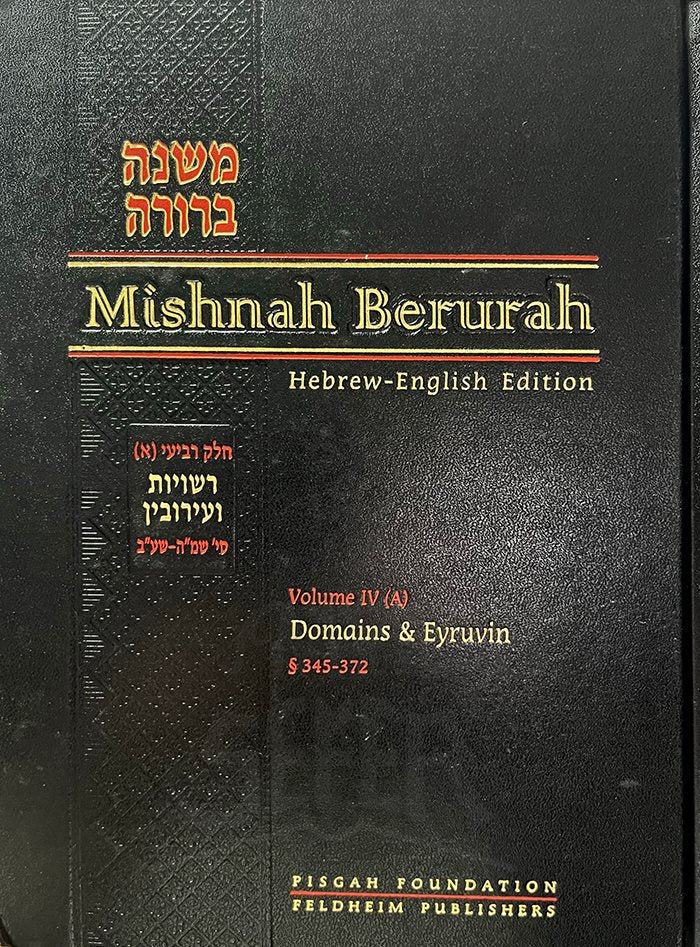 משנה
ברורה
Mishnah Berurah
Hebrew-English Edition
חלק רביעי (א)
רשויות
ועירובין
סי' שמ"ה-שע"ב
Volume IV (A)
Domains & Eyruvin
§ 345-372
PISGAH FOUNDATION
FELDHEIM PUBLISHERS